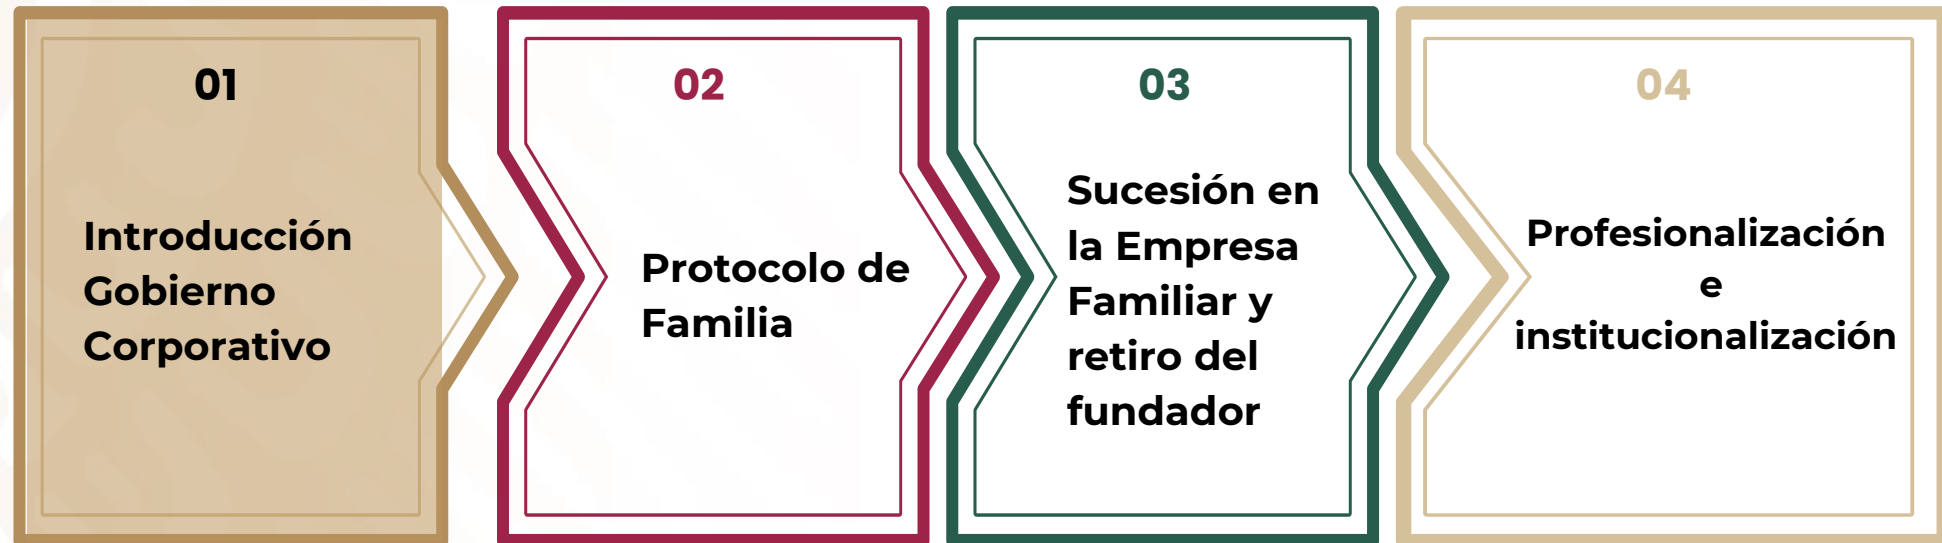 01
Introducción
Gobierno
Corporativo
02
Protocolo de
Familia
03
Sucesión en
la Empresa
Familiar y
retiro del
fundador
04
Profesionalización
e
institucionalización